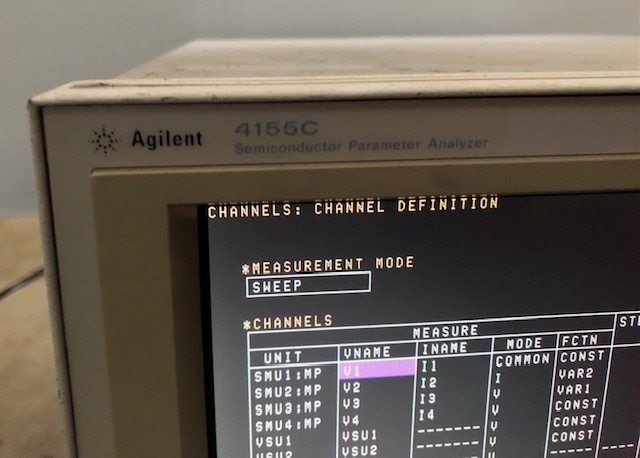 Agilent 4155C
Semiconductor Parameter Analyzer
CHANNELS: CHANNEL DEFINITION
*MEASUREMENT MODE
SWEEP
*CHANNELS
MEASURE
UNIT VNAME INAME MODE FCTN
SMU1:MP V1 I1 COMMON CONST
SMU2:MP V2 I2 I VAR2
SMU3:MP V3 I3 V VAR1
SMU4:MP V4 I4 V CONST
VSU1 VSU1 ------- V CONST
VSU2 VSU2 ------- V CONST